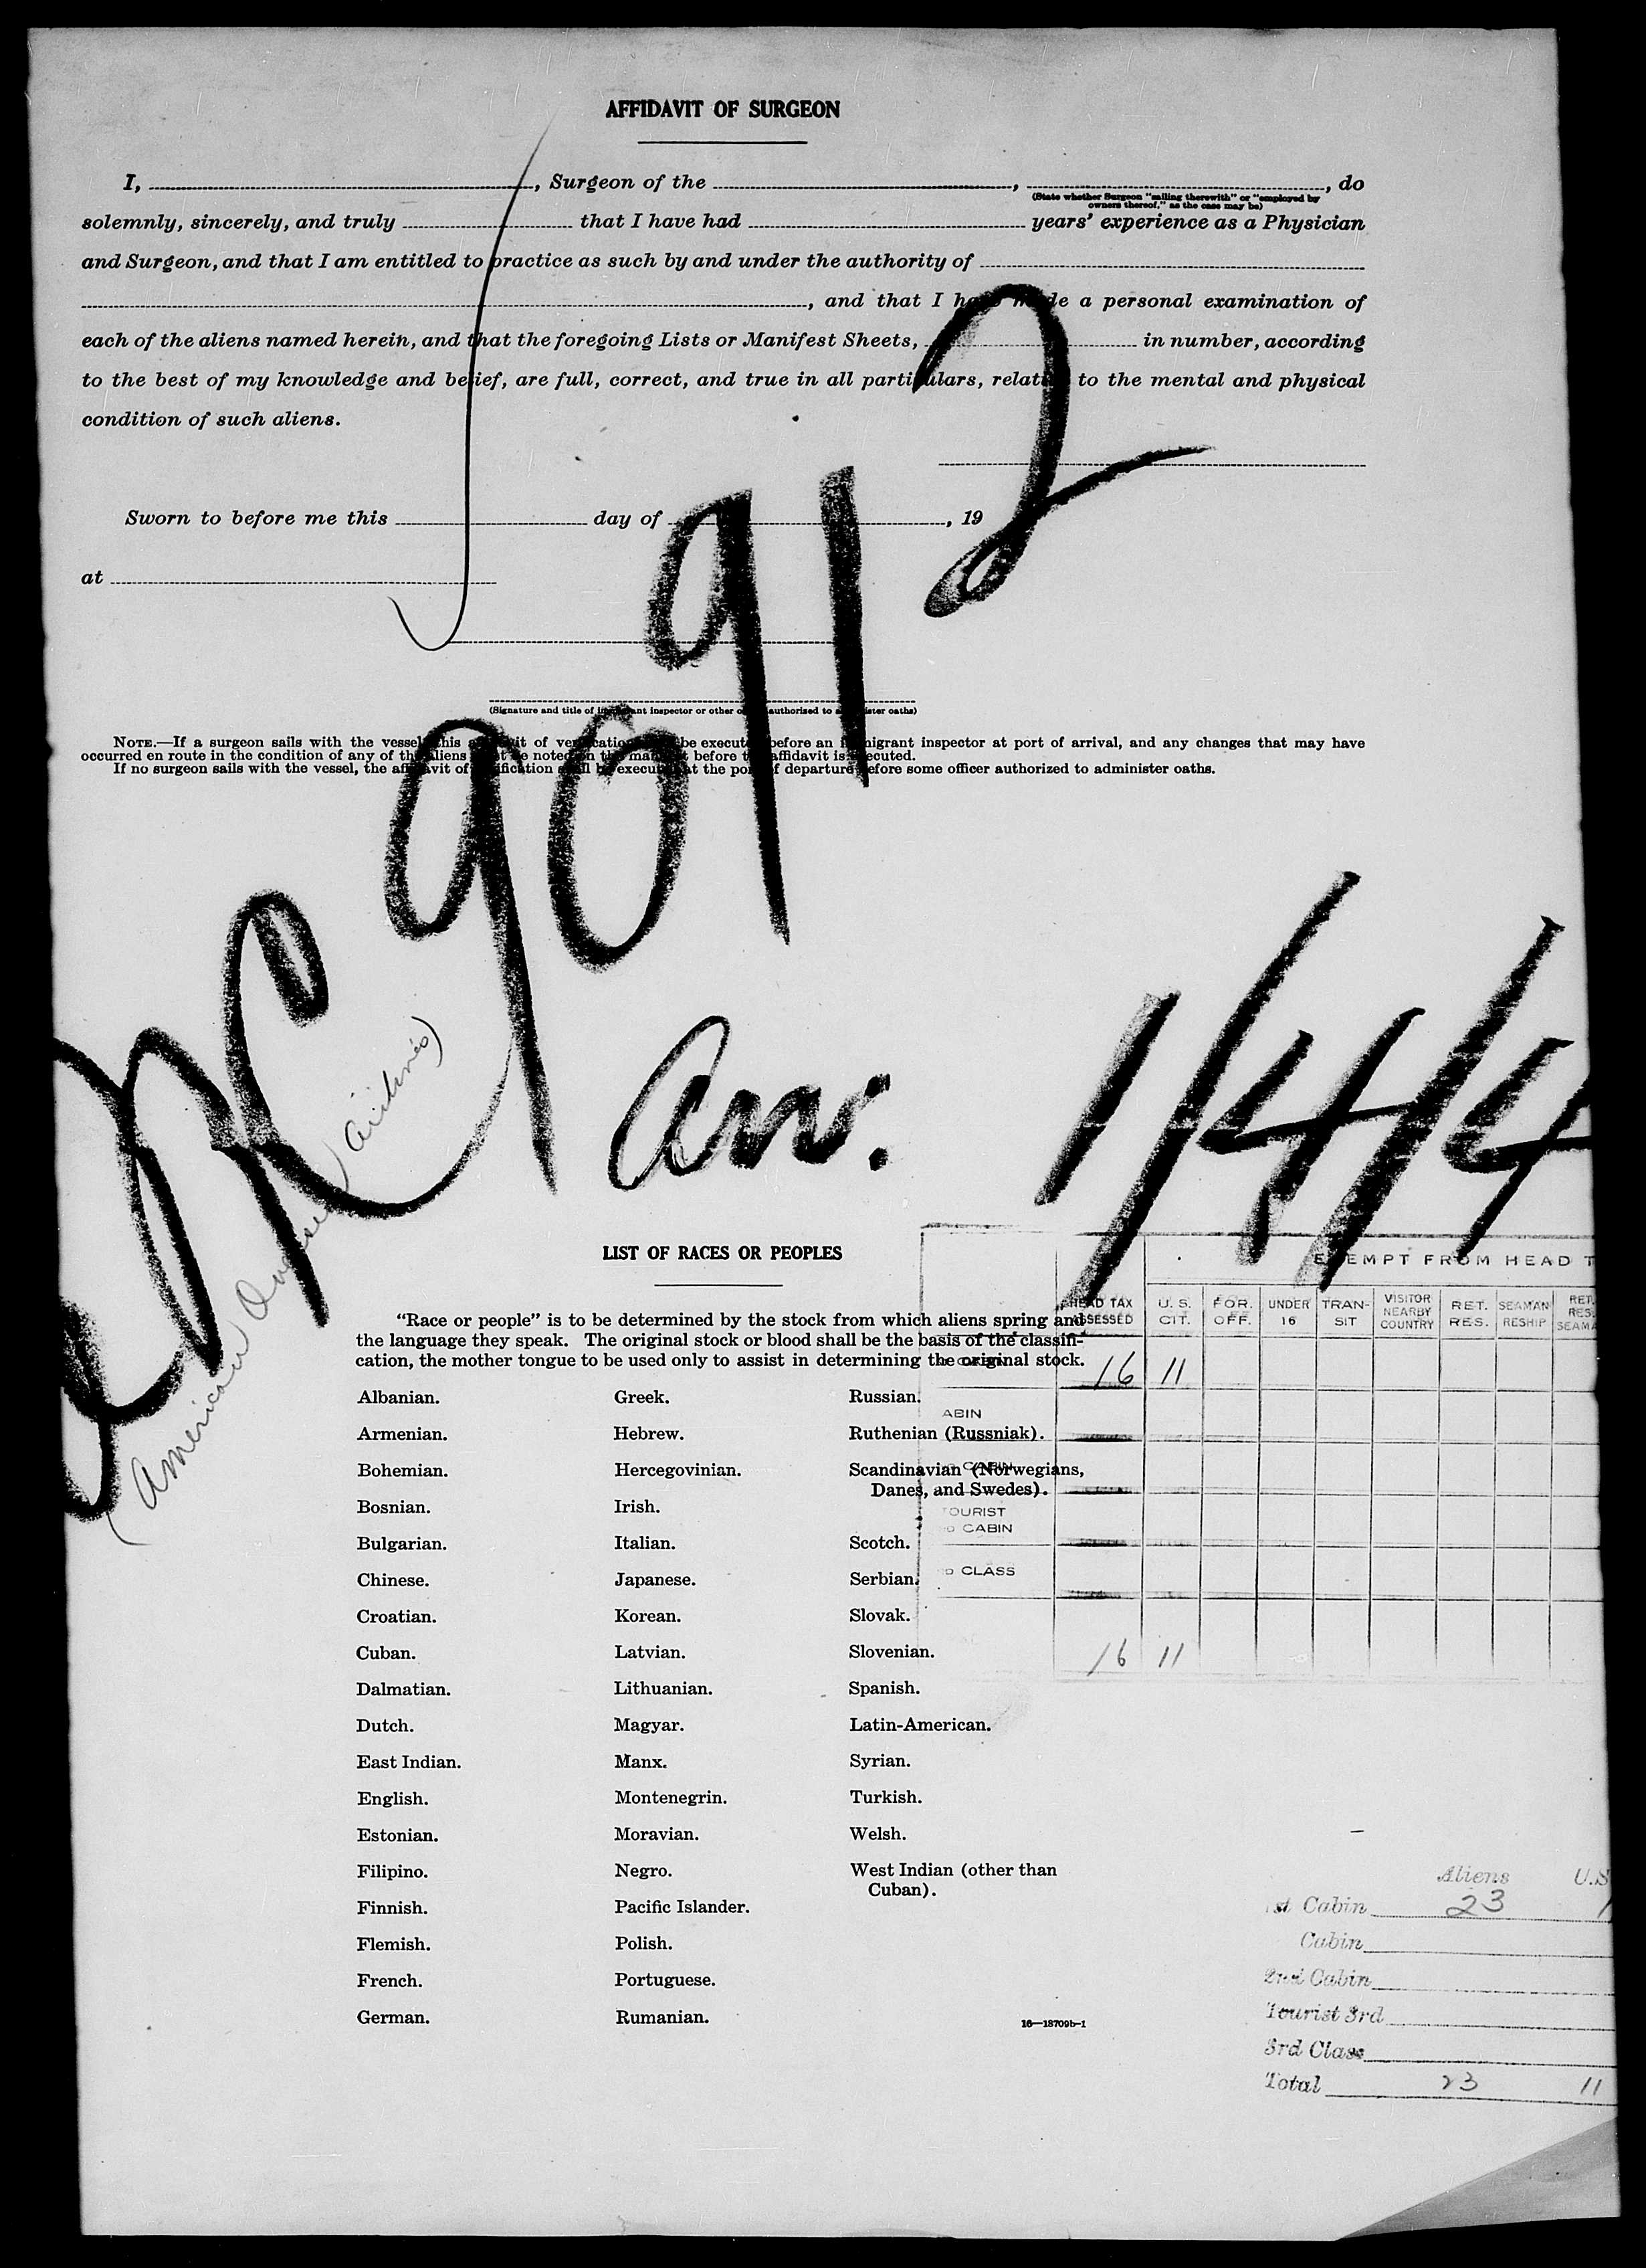 AFFIDAVIT OF SURGEON
I, , Surgeon of the , , do
(State whether Surgeon "sailing therewith" or "employed by
owners thereof," as the case may be)
solemnly, sincerely, and truly that I have had years' experience as a Physician
and Surgeon, and that I am entitled to practice as such by and under the authority of
, and that I have made a personal examination of
each of the aliens named herein, and that the foregoing Lists or Manifest Sheets, in number, according
to the best of my knowledge and belief, are full, correct, and true in all particulars, relative to the mental and physical
condition of such aliens.
Sworn to before me this day of , 19
at
(Signature and title of immigrant inspector or other officer authorized to administer oaths)
NOTE.—If a surgeon sails with the vessel, this affidavit of verification shall be executed before an immigrant inspector at port of arrival, and any changes that may have
occurred en route in the condition of any of the aliens must be noted on the manifest before the affidavit is executed.
If no surgeon sails with the vessel, the affidavit of verification shall be executed at the port of departure before some officer authorized to administer oaths.
NC 90912
(American Overseas Airlines)
Arr. 1/4/4
LIST OF RACES OR PEOPLES
"Race or people" is to be determined by the stock from which aliens spring and
the language they speak. The original stock or blood shall be the basis of the classifi-
cation, the mother tongue to be used only to assist in determining the original stock.
Albanian. Greek. Russian.
Armenian. Hebrew. Ruthenian (Russniak).
Bohemian. Hercegovinian. Scandinavian (Norwegians,
Danes, and Swedes).
Bosnian. Irish.
Bulgarian. Italian. Scotch.
Chinese. Japanese. Serbian.
Croatian. Korean. Slovak.
Cuban. Latvian. Slovenian.
Dalmatian. Lithuanian. Spanish.
Dutch. Magyar. Latin-American.
East Indian. Manx. Syrian.
English. Montenegrin. Turkish.
Estonian. Moravian. Welsh.
Filipino. Negro. West Indian (other than
Cuban).
Finnish. Pacific Islander.
Flemish. Polish.
French. Portuguese.
German. Rumanian.
16—18709b-1
EXEMPT FROM HEAD T
HEAD TAX ASSESSED U. S. CIT. FOR. OFF. UNDER 16 TRAN-SIT VISITOR NEARBY COUNTRY RET. RES. SEAMAN RESHIP RET. RES. SEAMA
16 11
ABIN
CABIN
TOURIST
D CABIN
D CLASS
16 11
Aliens U.S
1st Cabin 23
Cabin
2nd Cabin
Tourist 3rd
3rd Class
Total 23 11